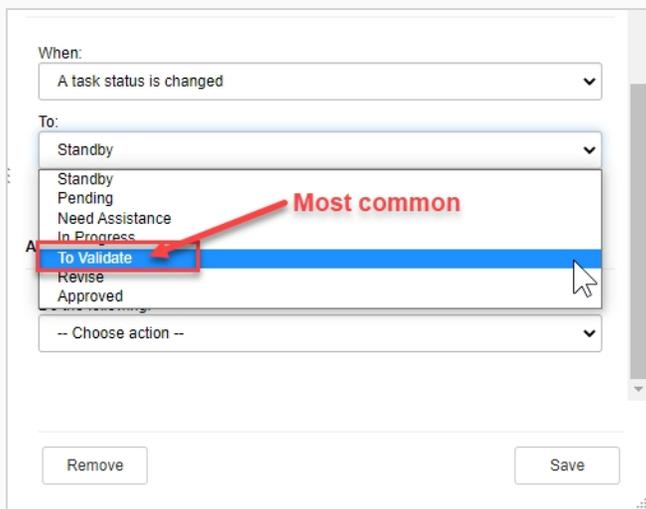 When:
A task status is changed
To:
Standby
Standby
Pending
Need Assistance
Most common
In Progress
A
To Validate
Revise
Approved
-- Choose action --
Remove
Save